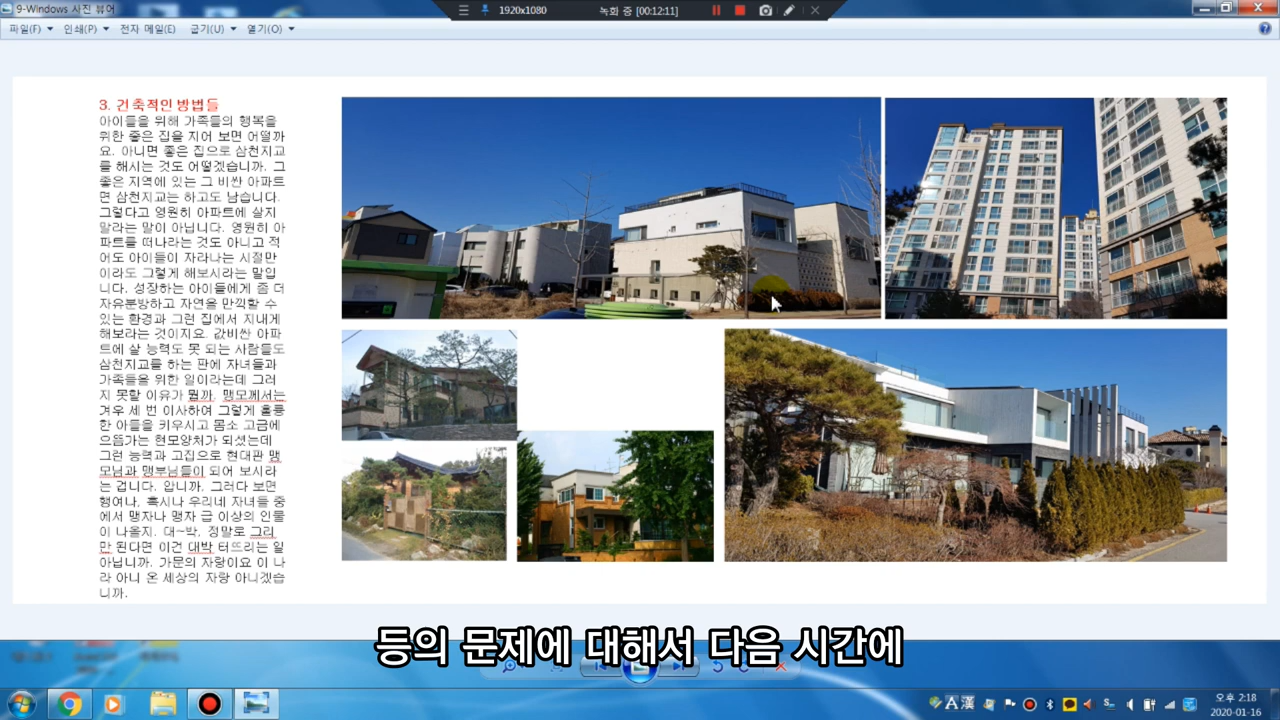 9-Windows 사진 뷰어
1920x1080
녹화 중 [00:12:11]
파일(F) 인쇄(P) 전자 메일(E) 굽기(U) 열기(O)
3. 건축적인 방법들
아이들을 위해 가족들의 행복을
위한 좋은 집을 지어 보면 어떨까
요. 아니면 좋은 집으로 삼천지교
를 해시는 것도 어떻겠습니까. 그
좋은 지역에 있는 그 비싼 아파트
면 삼천지교는 하고도 남습니다.
그렇다고 영원히 아파트에 살지
말라는 말이 아닙니다. 영원히 아
파트를 떠나라는 것도 아니고 적
어도 아이들이 자라나는 시절만
이라도 그렇게 해보시라는 말입
니다. 성장하는 아이들에게 좀 더
자유분방하고 자연을 만끽할 수
있는 환경과 그런 집에서 지내게
해보라는 것이지요. 값비싼 아파
트에 살 능력도 못 되는 사람들도
삼천지교를 하는 판에 자녀들과
가족들을 위한 일이라는데 그러
지 못할 이유가 뭘까. 맹모께서는
겨우 세 번 이사하여 그렇게 훌륭
한 아들을 키우시고 몸소 고금에
으뜸가는 현모양처가 되셨는데
그런 능력과 고집으로 현대판 맹
모님과 맹부님들이 되어 보시라
는 겁니다. 압니까. 그러다 보면
행여나, 혹시나 우리네 자녀들 중
에서 맹자나 맹자 급 이상의 인물
이 나올지. 대~박, 정말로 그리
만 된다면 이건 대박 터뜨리는 일
아닙니까. 가문의 자랑이요 이 나
라 아니 온 세상의 자랑 아니겠습
니까.
등의 문제에 대해서 다음 시간에
A 漢
오후 2:18
2020-01-16